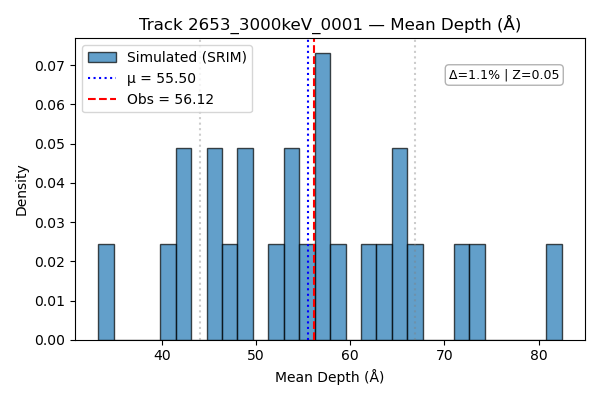 Track 2653_3000keV_0001 — Mean Depth (Å)
Simulated (SRIM)
μ = 55.50
Obs = 56.12
Δ=1.1% | Z=0.05
Density
0.07
0.06
0.05
0.04
0.03
0.02
0.01
0.00
40 50 60 70 80
Mean Depth (Å)